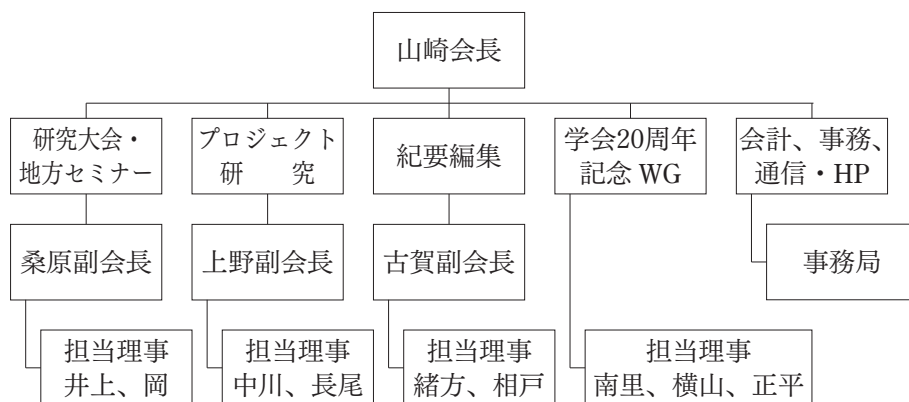 山崎会長
研究大会・
地方セミナー
プロジェクト
研　究
紀要編集
学会20周年
記念 WG
会計、事務、
通信・HP
桑原副会長
上野副会長
古賀副会長
事務局
担当理事
井上、岡
担当理事
中川、長尾
担当理事
緒方、相戸
担当理事
南里、横山、正平